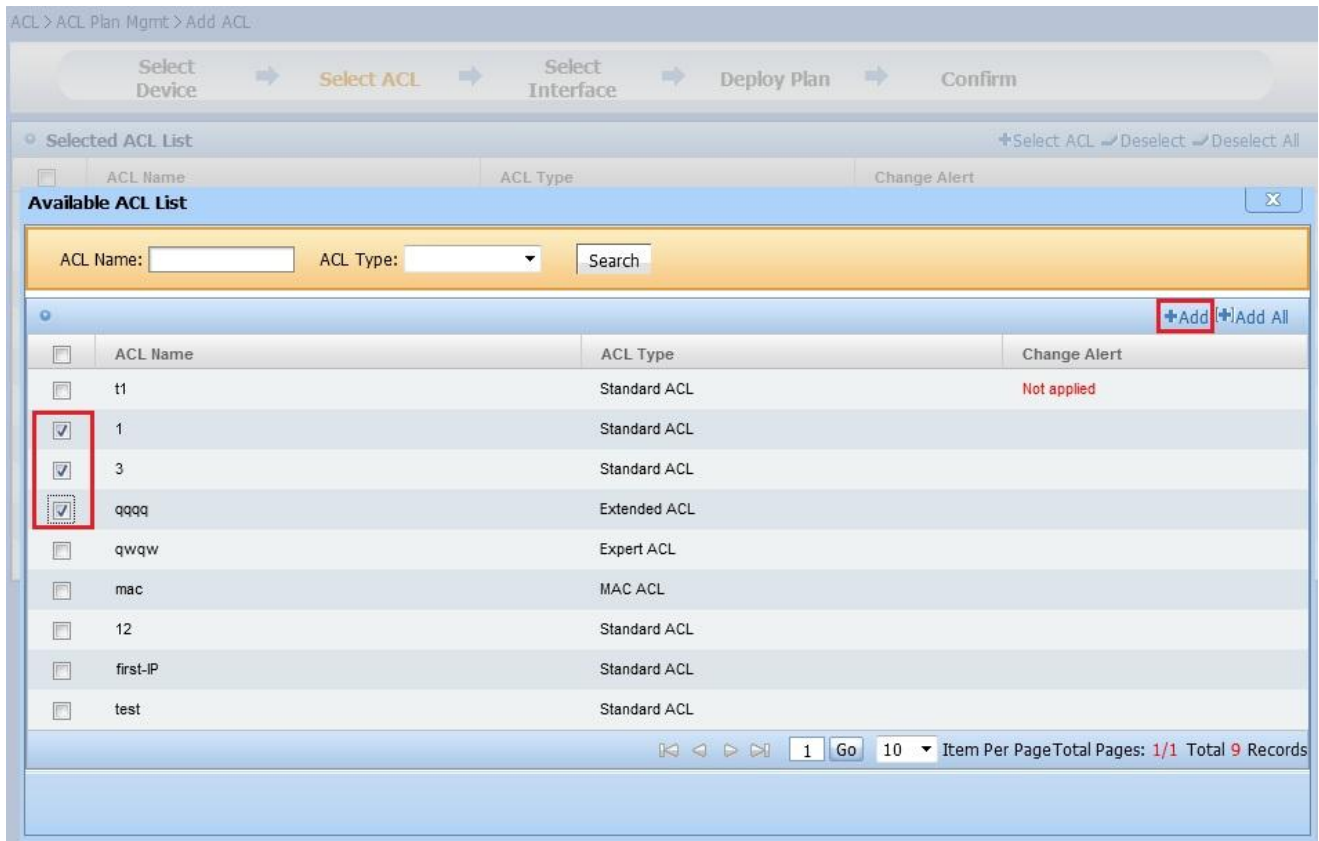 ACL > ACL Plan Mgmt > Add ACL
Select Device Select ACL Select Interface Deploy Plan Confirm
Selected ACL List +Select ACL Deselect Deselect All
ACL Name ACL Type Change Alert
Available ACL List
ACL Name: ACL Type: Search
+Add [+]Add All
ACL Name ACL Type Change Alert
t1 Standard ACL Not applied
1 Standard ACL
3 Standard ACL
qqqq Extended ACL
qwqw Expert ACL
mac MAC ACL
12 Standard ACL
first-IP Standard ACL
test Standard ACL
1 Go 10 Item Per PageTotal Pages: 1/1 Total 9 Records